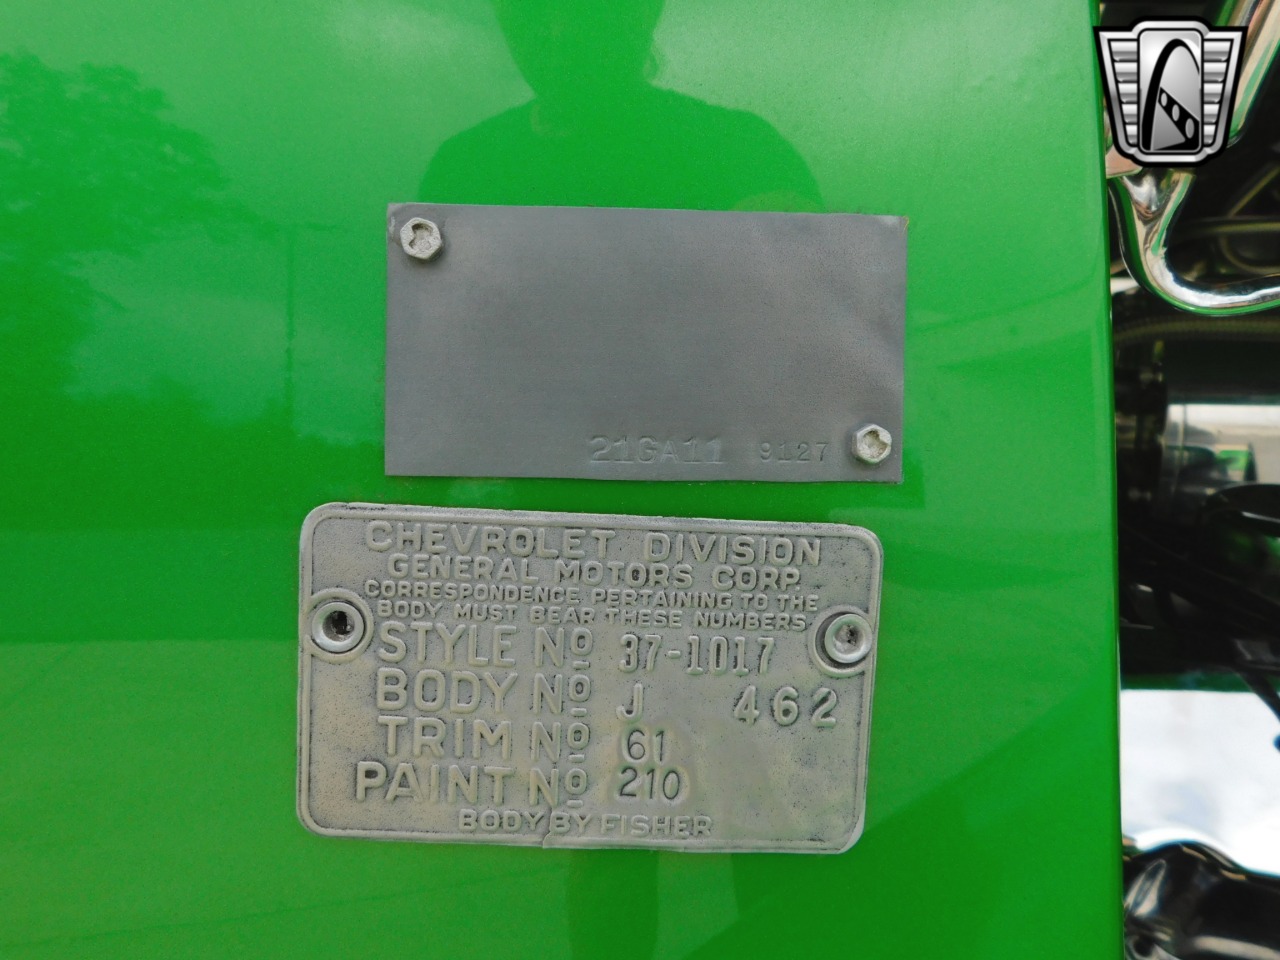 21GA11 9127
CHEVROLET DIVISION
GENERAL MOTORS CORP.
CORRESPONDENCE PERTAINING TO THE
BODY MUST BEAR THESE NUMBERS
STYLE NO 37-1017
BODY NO J 462
TRIM NO 61
PAINT NO 210
BODY BY FISHER